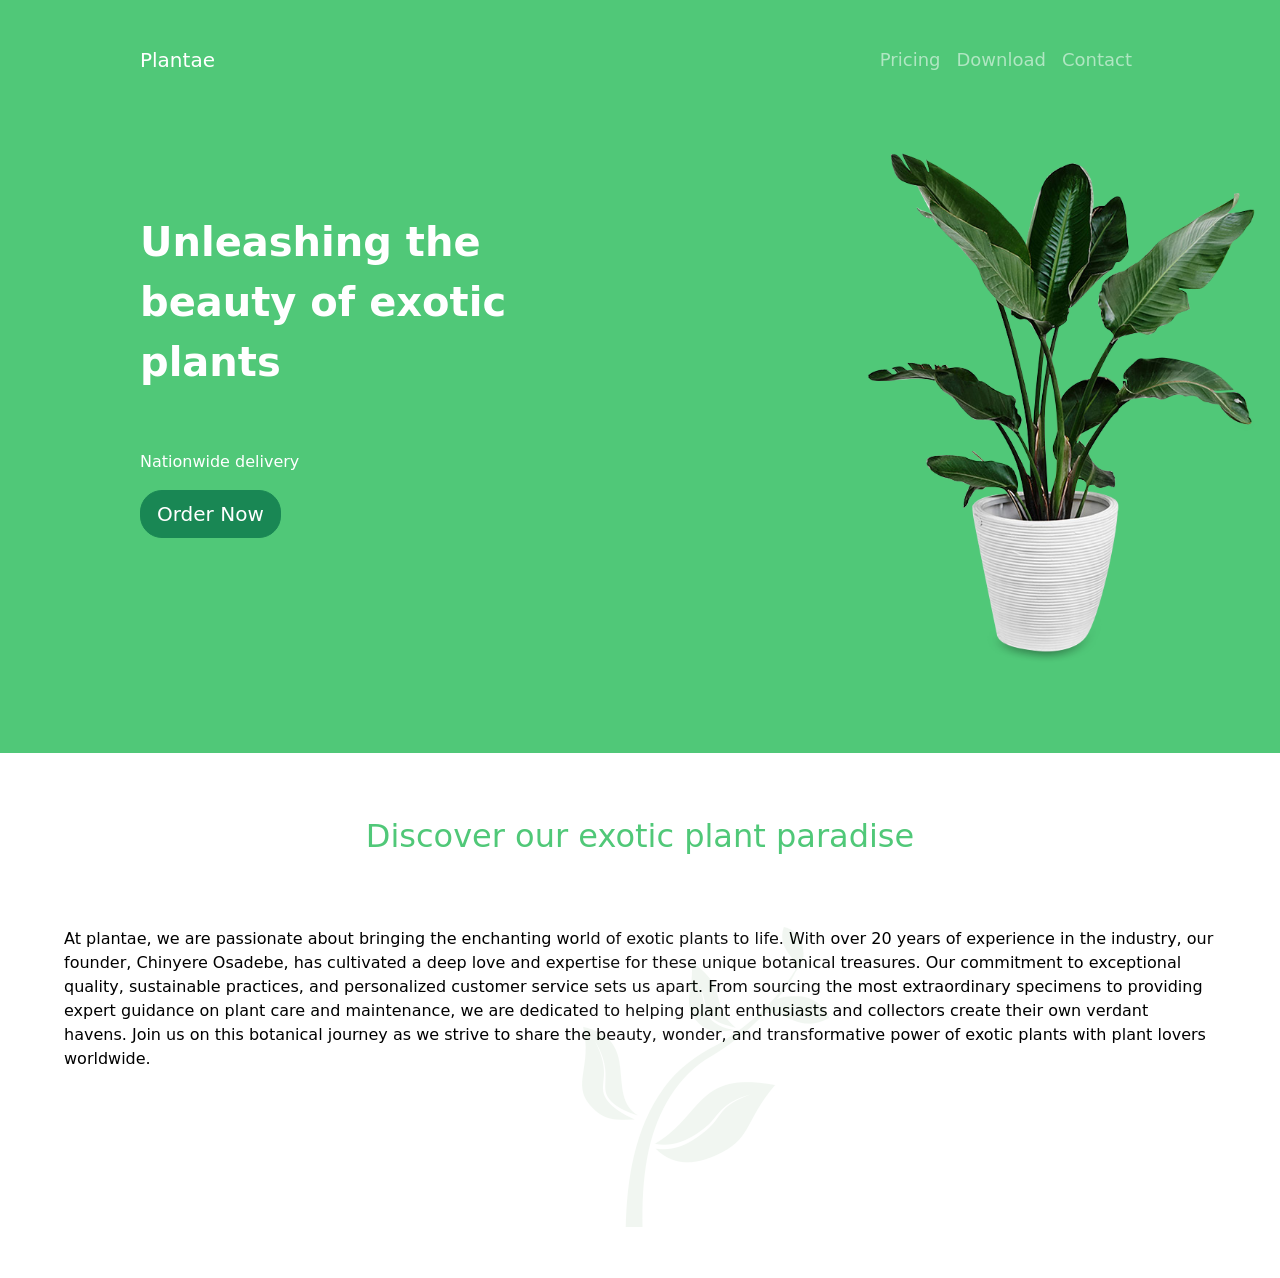 Plantae
Pricing Download Contact
Unleashing the
beauty of exotic
plants
Nationwide delivery
Order Now
Discover our exotic plant paradise
At plantae, we are passionate about bringing the enchanting world of exotic plants to life. With over 20 years of experience in the industry, our
founder, Chinyere Osadebe, has cultivated a deep love and expertise for these unique botanical treasures. Our commitment to exceptional
quality, sustainable practices, and personalized customer service sets us apart. From sourcing the most extraordinary specimens to providing
expert guidance on plant care and maintenance, we are dedicated to helping plant enthusiasts and collectors create their own verdant
havens. Join us on this botanical journey as we strive to share the beauty, wonder, and transformative power of exotic plants with plant lovers
worldwide.